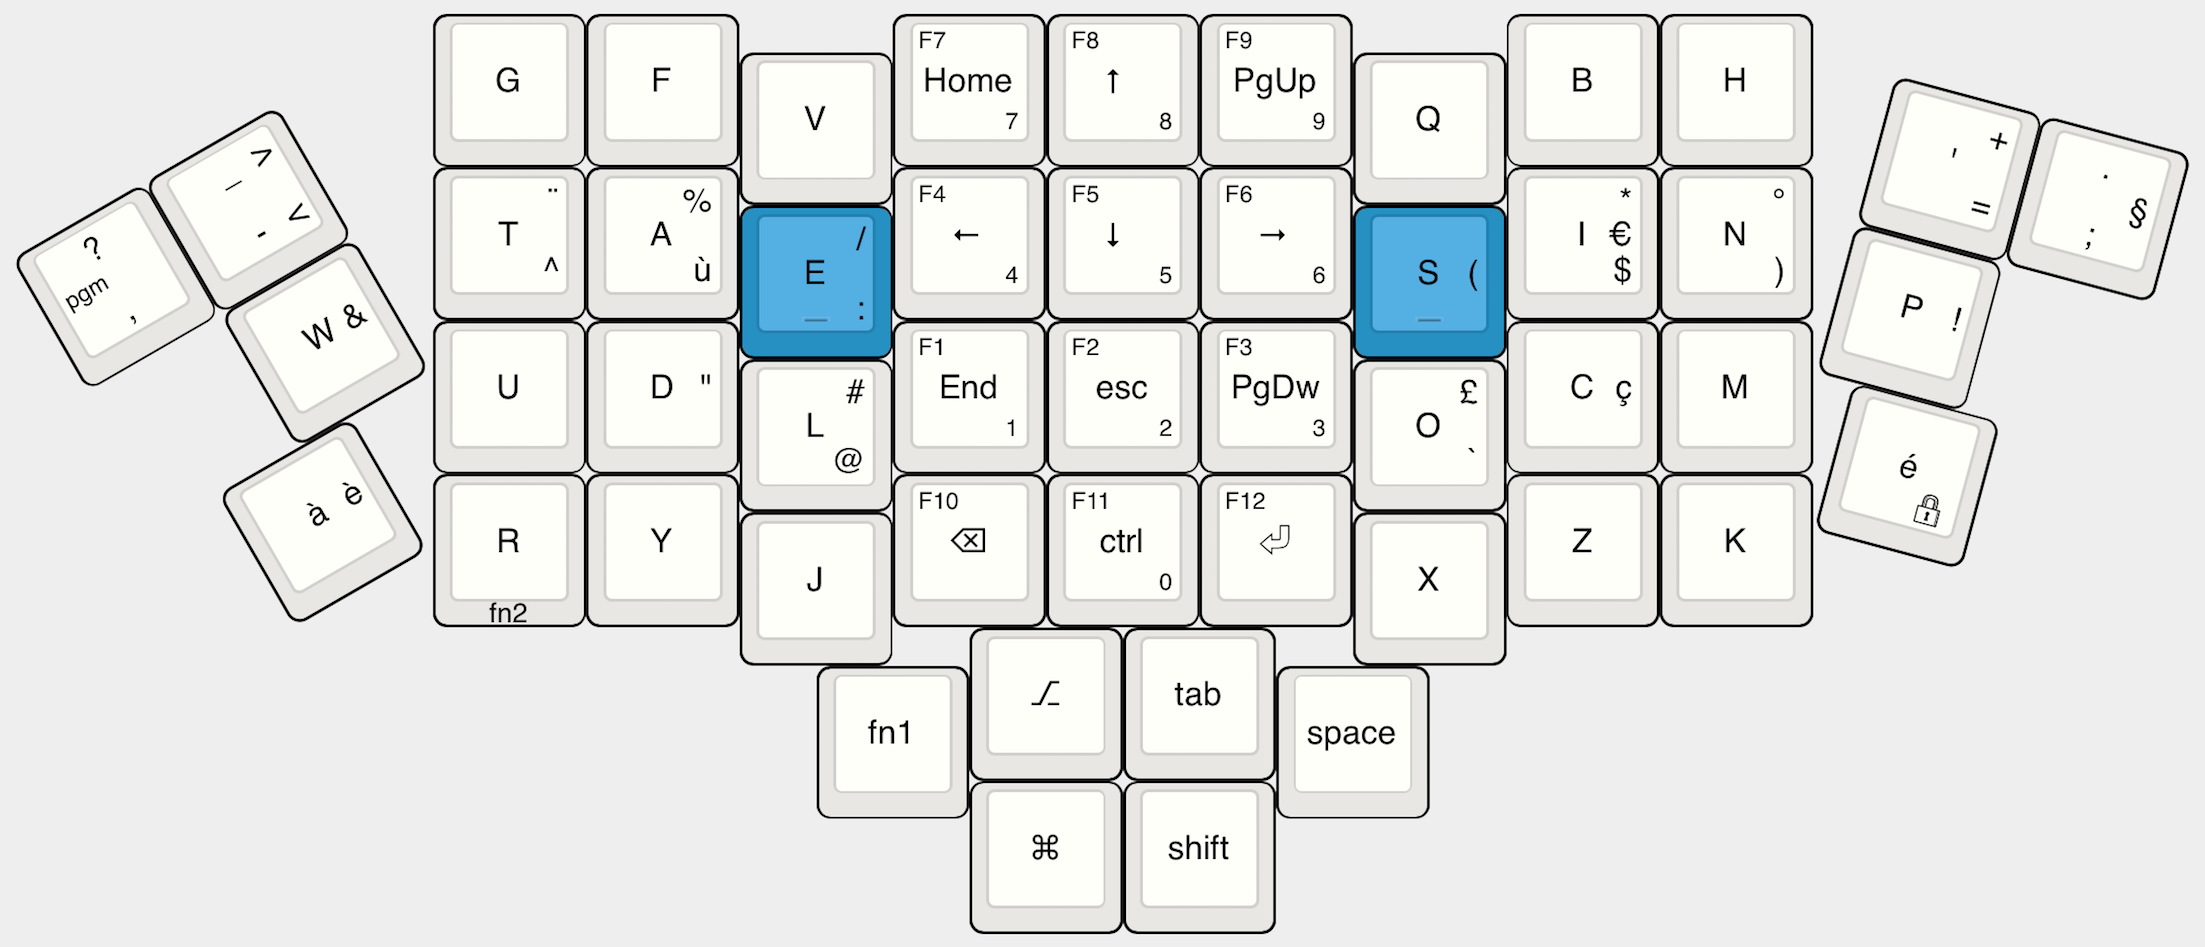 G
F
V
F7
Home
7
F8
↑
8
F9
PgUp
9
Q
B
H
?
pgm
,
_ >
- <
W &
à è
T ¨
^
A %
ù
E /
_ :
F4
←
4
F5
↓
5
F6
→
6
S (
_
I *
€
$
N °
)
' +
=
. §
;
P !
é
U
D "
L #
@
F1
End
1
F2
esc
2
F3
PgDw
3
O £
`
C ç
M
R
fn2
Y
J
F10
⌫
F11
ctrl
0
F12
⏎
X
Z
K
fn1
⌥
tab
space
⌘
shift